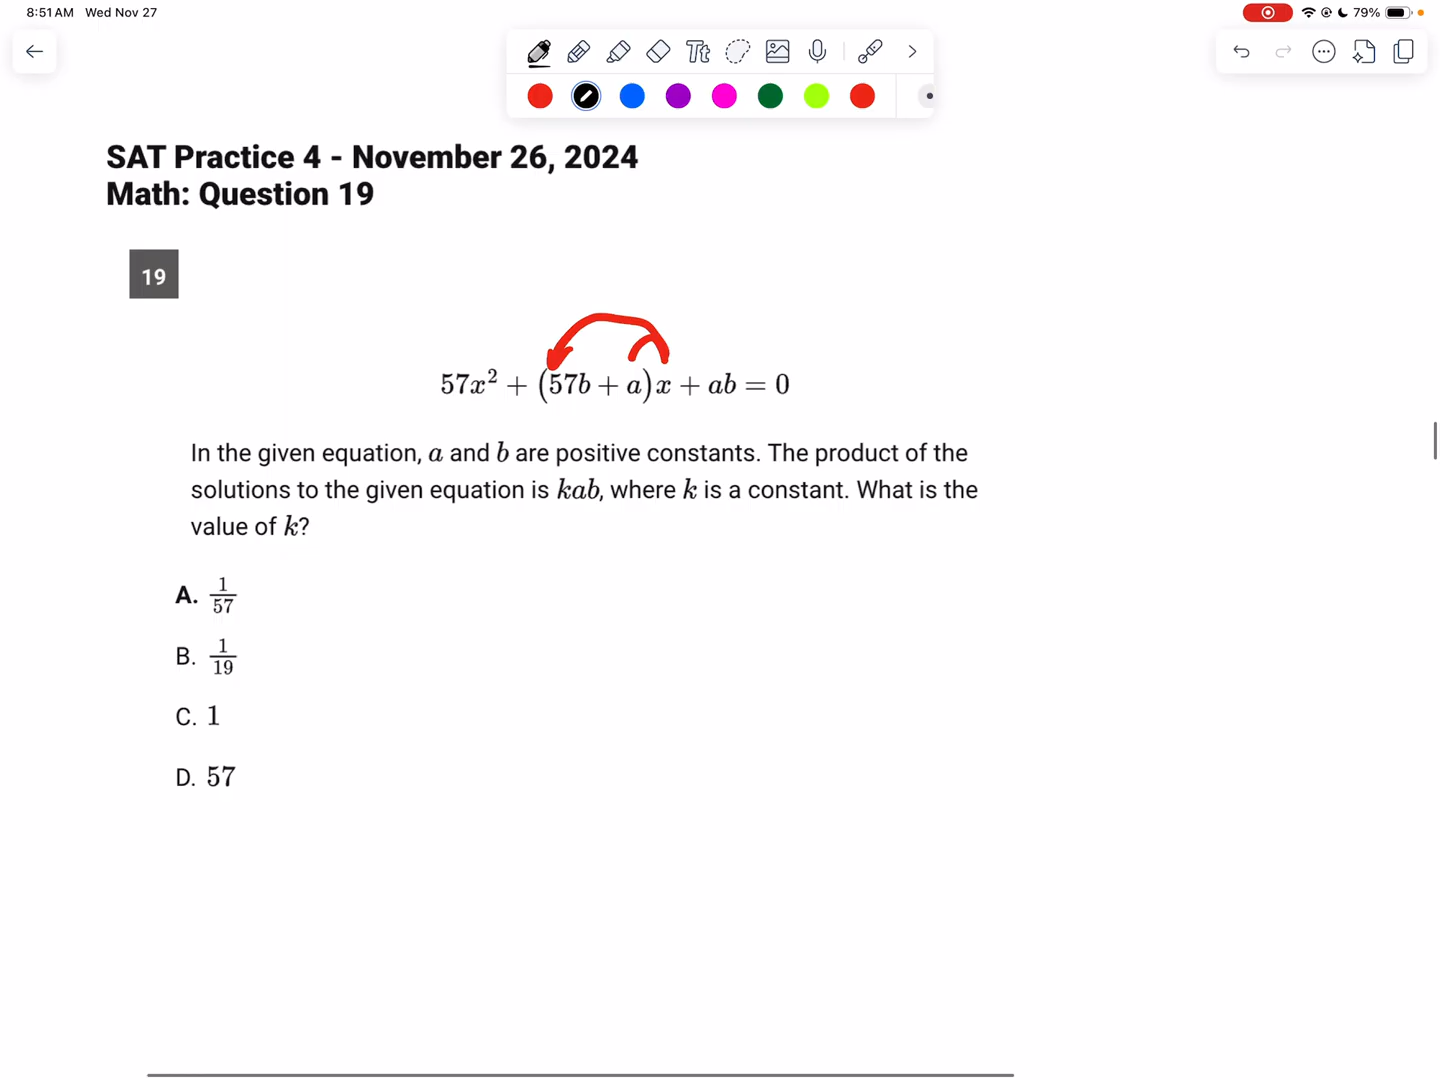 8:51 AM Wed Nov 27
79%
Tt
SAT Practice 4 - November 26, 2024
Math: Question 19
19
57x² + (57b + a)x + ab = 0
In the given equation, a and b are positive constants. The product of the
solutions to the given equation is kab, where k is a constant. What is the
value of k?
A. 1/57
B. 1/19
C. 1
D. 57